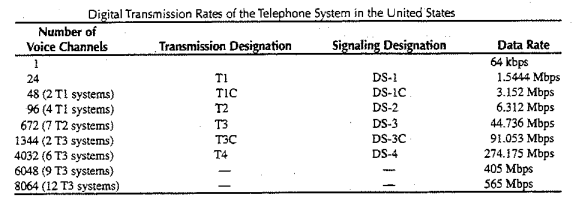 Digital Transmission Rates of the Telephone System in the United States
Number of
Voice Channels Transmission Designation Signaling Designation Data Rate
1 64 kbps
24 T1 DS-1 1.5444 Mbps
48 (2 T1 systems) T1C DS-1C 3.152 Mbps
96 (4 T1 systems) T2 DS-2 6.312 Mbps
672 (7 T2 systems) T3 DS-3 44.736 Mbps
1344 (2 T3 systems) T3C DS-3C 91.053 Mbps
4032 (6 T3 systems) T4 DS-4 274.175 Mbps
6048 (9 T3 systems) — — 405 Mbps
8064 (12 T3 systems) — — 565 Mbps